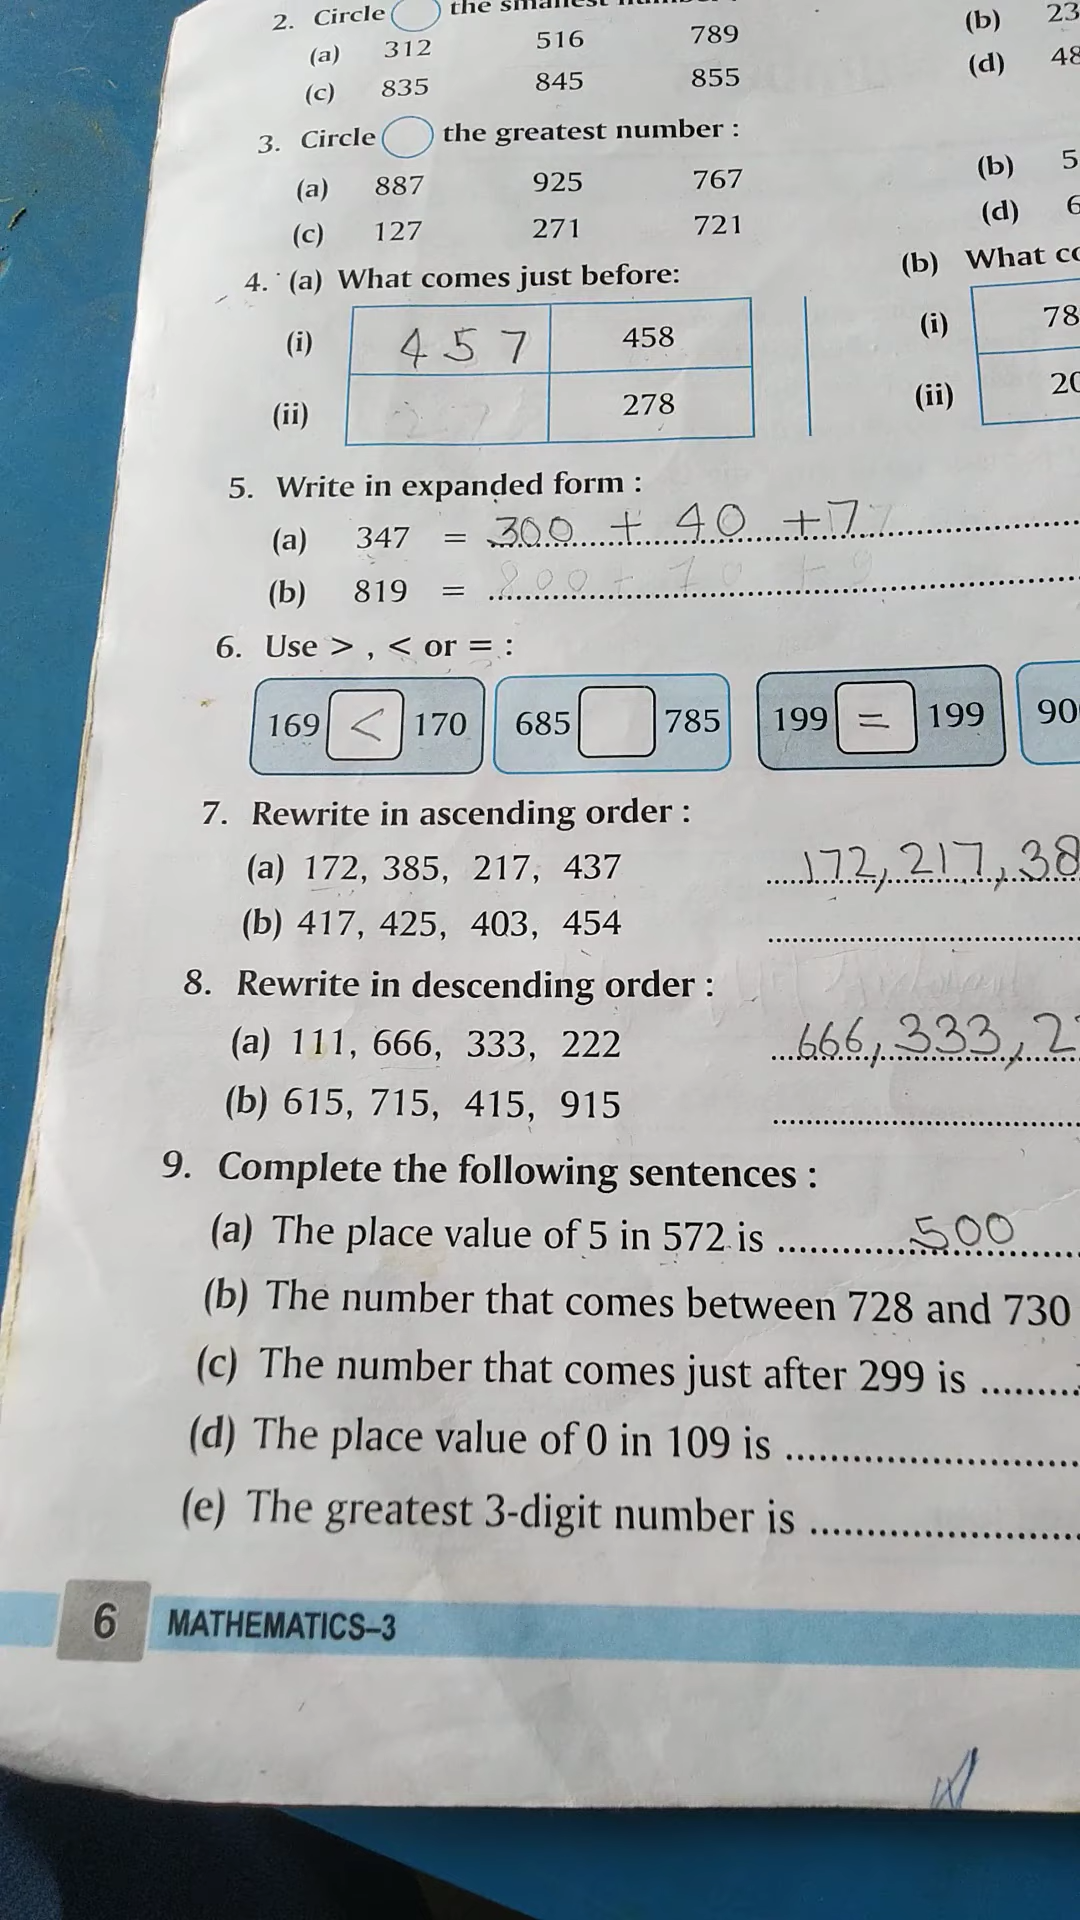 2. Circle the smallest
(a) 312 516 789 (b) 23
(c) 835 845 855 (d) 48
3. Circle the greatest number :
(a) 887 925 767 (b) 5
(c) 127 271 721 (d) 6
4. (a) What comes just before: (b) What co
(i) 457 458 (i) 78
(ii) 27 278 (ii) 20
5. Write in expanded form :
(a) 347 = 300 + 40 + 7
(b) 819 = 800 + 10 + 9
6. Use > , < or = :
169 < 170 685 785 199 = 199 90
7. Rewrite in ascending order :
(a) 172, 385, 217, 437 172, 217, 38
(b) 417, 425, 403, 454
8. Rewrite in descending order :
(a) 111, 666, 333, 222 666, 333, 2
(b) 615, 715, 415, 915
9. Complete the following sentences :
(a) The place value of 5 in 572 is ............ 500
(b) The number that comes between 728 and 730
(c) The number that comes just after 299 is .........
(d) The place value of 0 in 109 is ........................
(e) The greatest 3-digit number is ......................
6 MATHEMATICS–3